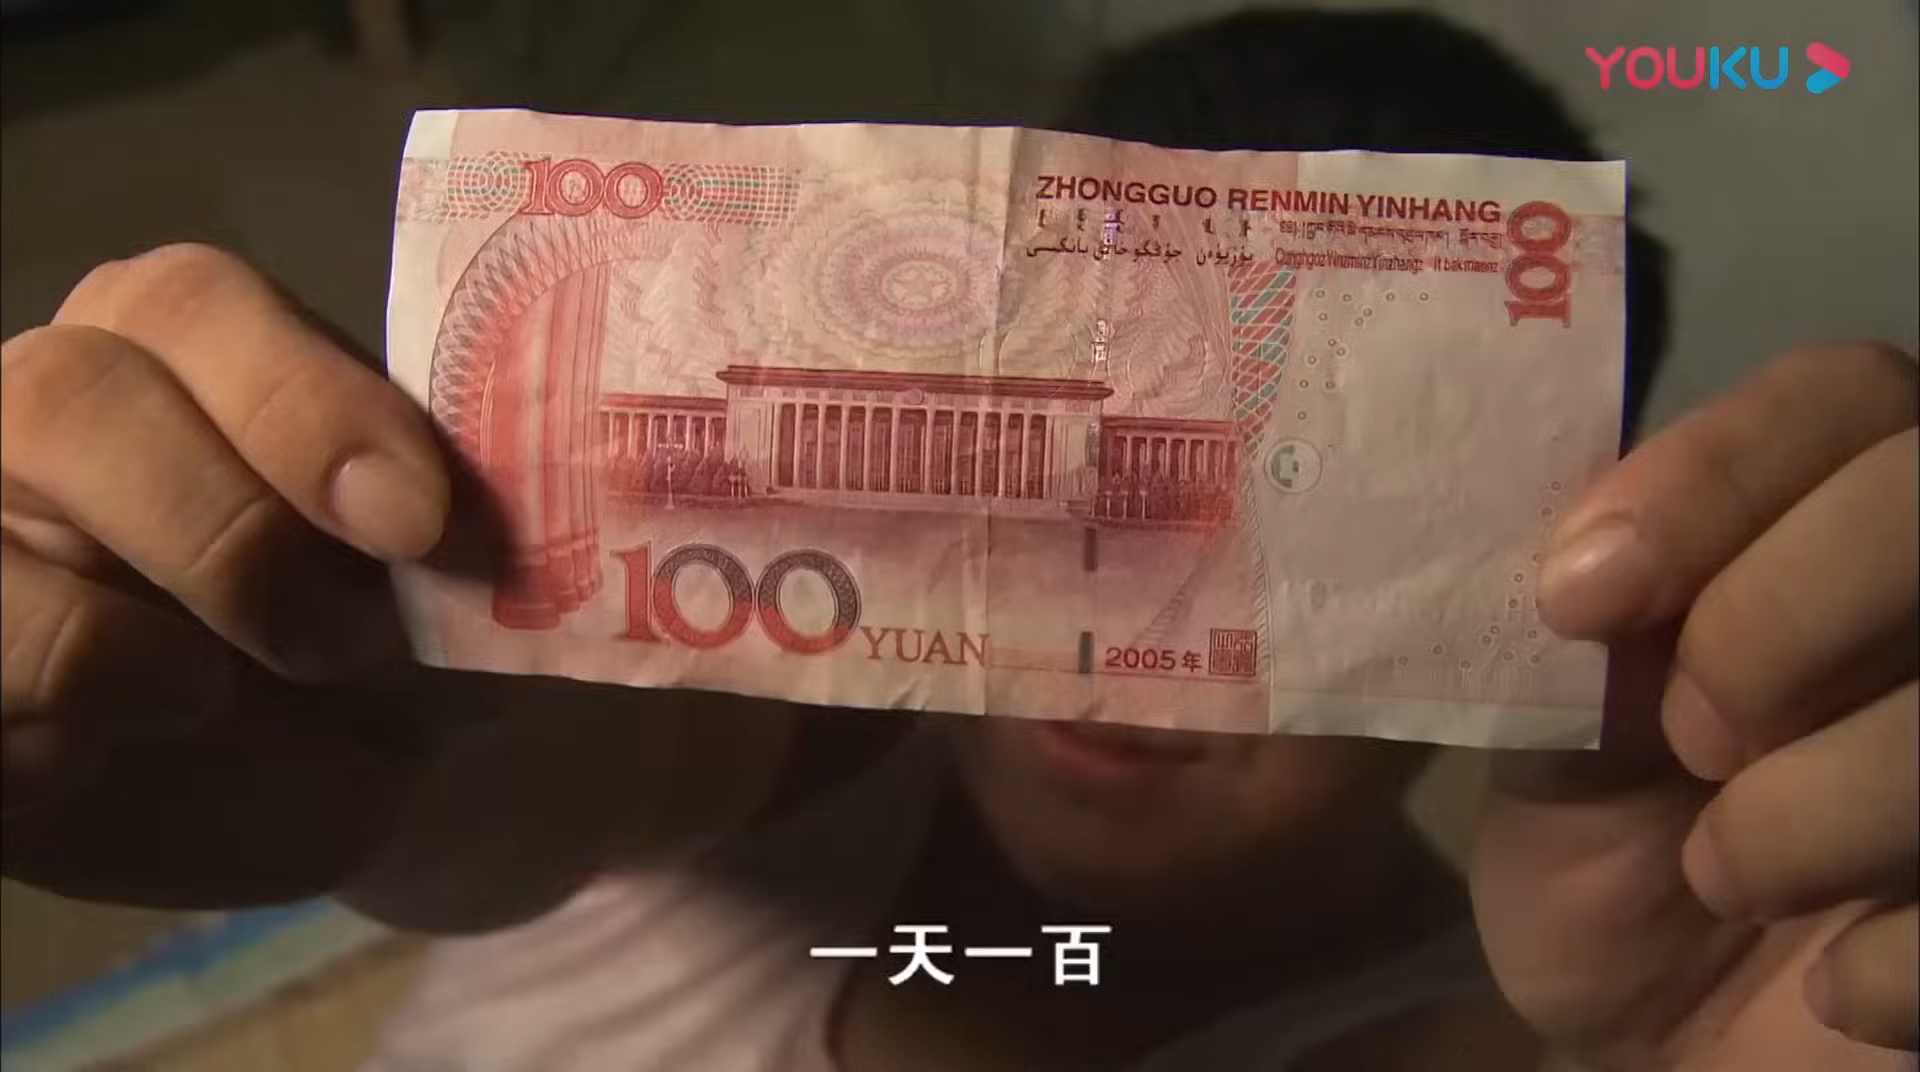 YOUKU
100
ZHONGGUO RENMIN YINHANG
100
100
YUAN
2005年
一天一百